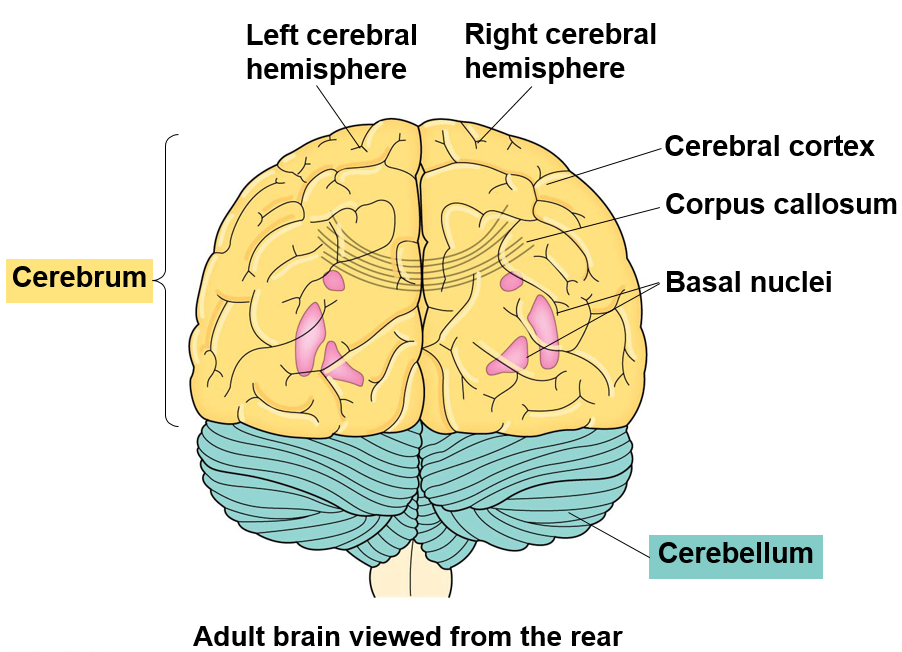 Left cerebral
hemisphere
Right cerebral
hemisphere
Cerebral cortex
Corpus callosum
Cerebrum
Basal nuclei
Cerebellum
Adult brain viewed from the rear